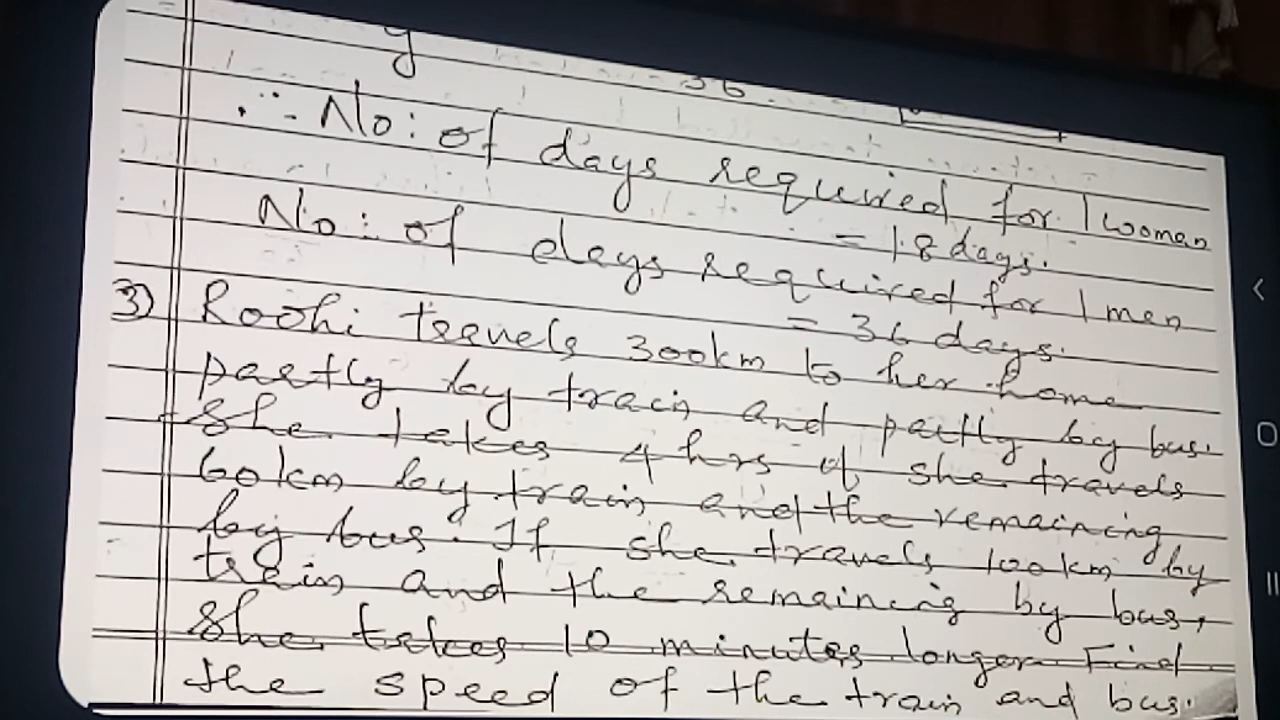 y 36
∴ No: of days required for 1 woman
= 18 days.
No: of days required for 1 men
= 36 days.
3) Roohi travels 300km to her home
partly by train and partly by bus.
She takes 4 hrs if she travels
60km by train and the remaining
by bus. If she travels 100km by
train and the remaining by bus,
She takes 10 minutes longer. Find
the speed of the train and bus.